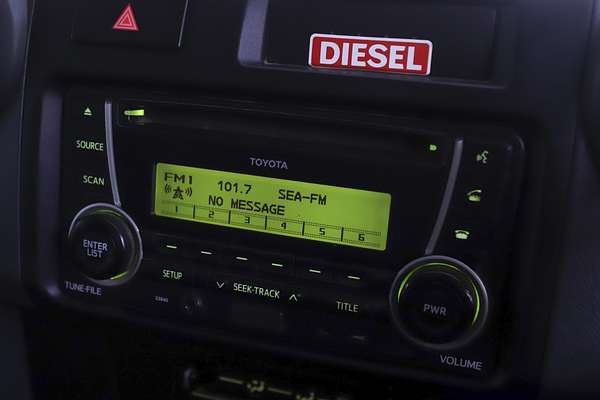 DIESEL
SOURCE
SCAN
TOYOTA
FM1 101.7 SEA-FM
NO MESSAGE
1 2 3 4 5 6
ENTER
LIST
TUNE·FILE
SETUP
SEEK·TRACK
TITLE
PWR
VOLUME